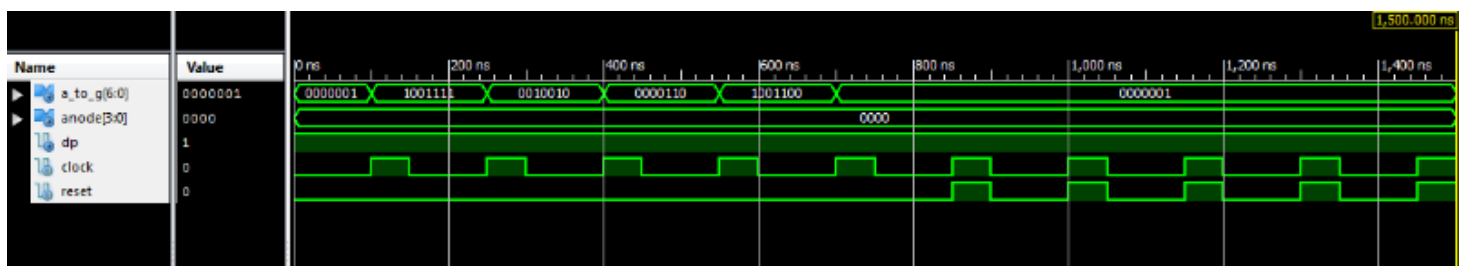 1,500.000 ns
Name Value 0 ns 200 ns 400 ns 600 ns 800 ns 1,000 ns 1,200 ns 1,400 ns
a_to_g[6:0] 0000001 0000001 1001111 0010010 0000110 1001100 0000001
anode[3:0] 0000 0000
dp 1
clock 0
reset 0